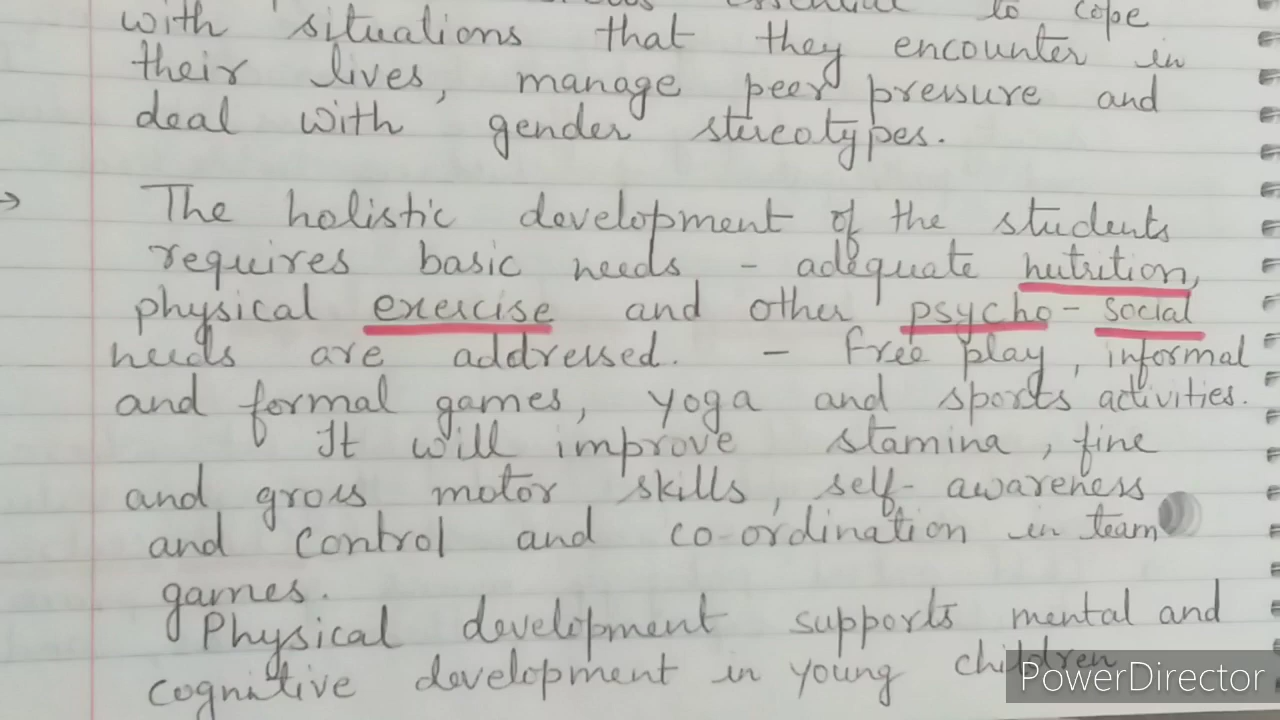 essential to cope
with situations that they encounter in
their lives, manage peer pressure and
deal with gender stereotypes.
→ The holistic development of the students
requires basic needs - adequate nutrition,
physical exercise and other psycho-social
needs are addressed. - free play, informal
and formal games, yoga and sports activities.
It will improve stamina, fine
and gross motor skills, self-awareness
and control and co-ordination in team
games.
Physical development supports mental and
cognitive development in young children
PowerDirector